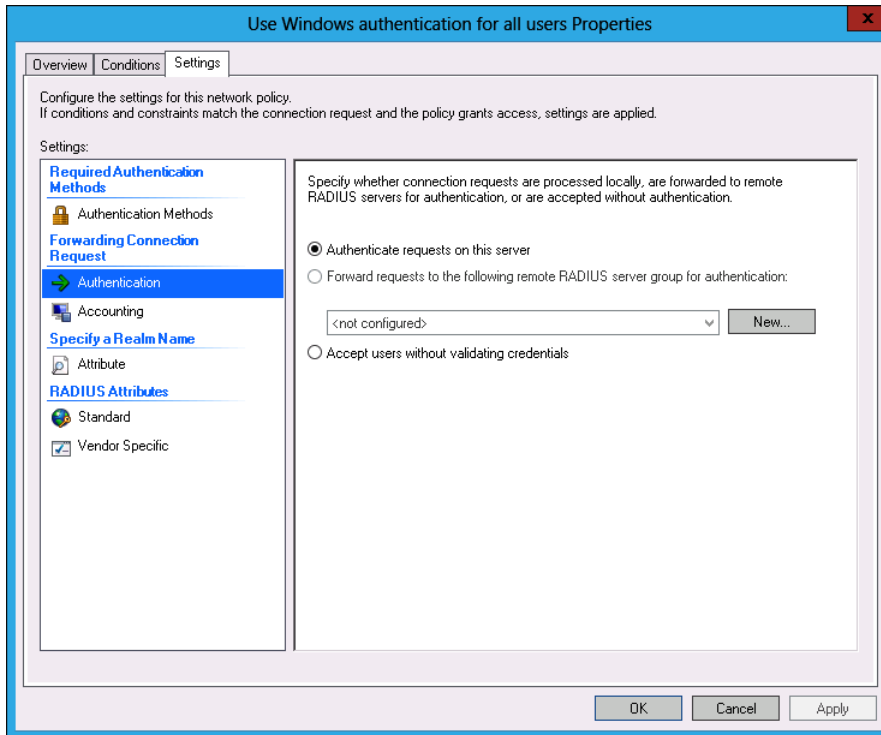 Use Windows authentication for all users Properties
x
Overview Conditions Settings
Configure the settings for this network policy.
If conditions and constraints match the connection request and the policy grants access, settings are applied.
Settings:
Required Authentication
Methods
Authentication Methods
Forwarding Connection
Request
Authentication
Accounting
Specify a Realm Name
Attribute
RADIUS Attributes
Standard
Vendor Specific
Specify whether connection requests are processed locally, are forwarded to remote
RADIUS servers for authentication, or are accepted without authentication.
Authenticate requests on this server
Forward requests to the following remote RADIUS server group for authentication:
<not configured> New...
Accept users without validating credentials
OK Cancel Apply